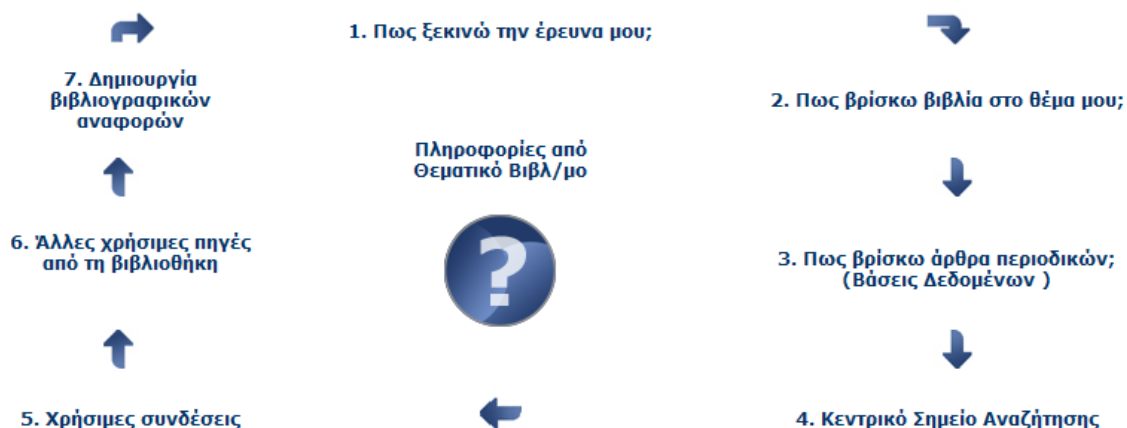 1. Πως ξεκινώ την έρευνα μου;
2. Πως βρίσκω βιβλία στο θέμα μου;
3. Πως βρίσκω άρθρα περιοδικών;
(Βάσεις Δεδομένων )
4. Κεντρικό Σημείο Αναζήτησης
5. Χρήσιμες συνδέσεις
6. Άλλες χρήσιμες πηγές
από τη βιβλιοθήκη
7. Δημιουργία
βιβλιογραφικών
αναφορών
Πληροφορίες από
Θεματικό Βιβλ/μο
?